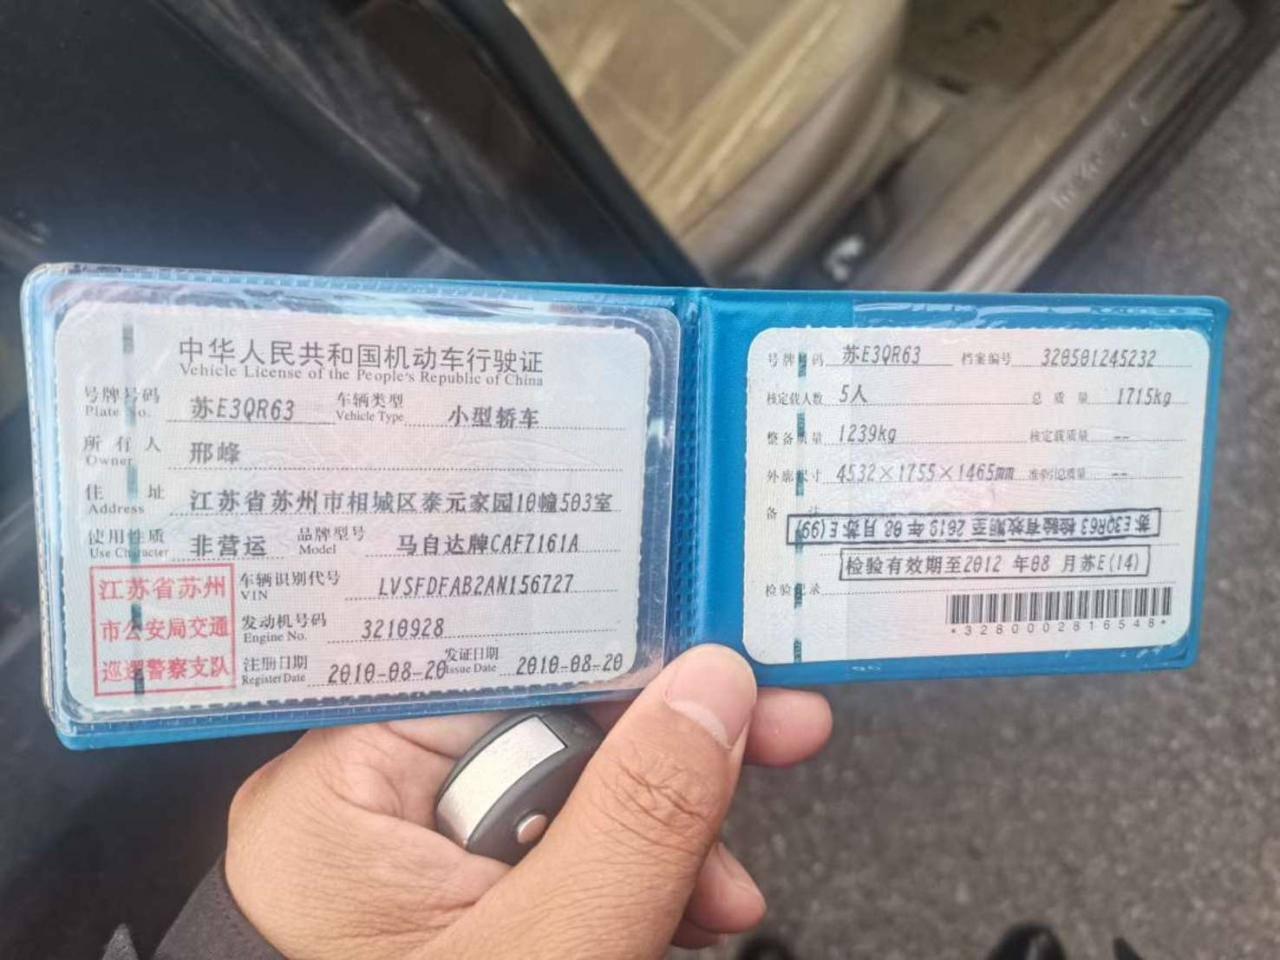 中华人民共和国机动车行驶证
Vehicle License of the People's Republic of China
号牌号码 苏E3QR63 车辆类型 小型轿车
Plate No. Vehicle Type
所有人 邢峰
Owner
住址 江苏省苏州市相城区泰元家园10幢503室
Address
使用性质 非营运 品牌型号 马自达牌CAF7161A
Use Character Model
江苏省苏州
市公安局交通
巡逻警察支队
车辆识别代号 LVSFDFAB2AN156727
VIN
发动机号码 3210928
Engine No.
注册日期 2010-08-20 发证日期 2010-08-20
Register Date Issue Date
号牌号码 苏E3QR63 档案编号 320501245232
核定载人数 5人 总质量 1715kg
整备质量 1239kg 核定载质量 --
外廓尺寸 4532×1755×1465mm 准牵引总质量 --
备注
苏E3QR63 检验有效期至 2019 年 08 月 苏E(99)
检验有效期至2012 年08 月苏E(14)
检验记录
*3280002816548*